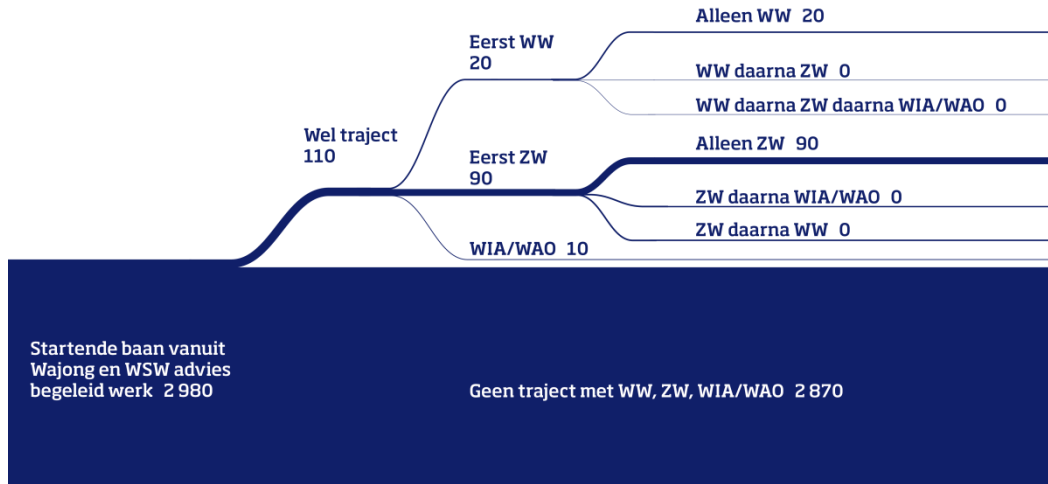 Alleen WW 20
Eerst WW
20
WW daarna ZW 0
WW daarna ZW daarna WIA/WAO 0
Wel traject
110
Alleen ZW 90
Eerst ZW
90
ZW daarna WIA/WAO 0
ZW daarna WW 0
WIA/WAO 10
Startende baan vanuit
Wajong en WSW advies
begeleid werk 2 980
Geen traject met WW, ZW, WIA/WAO 2 870